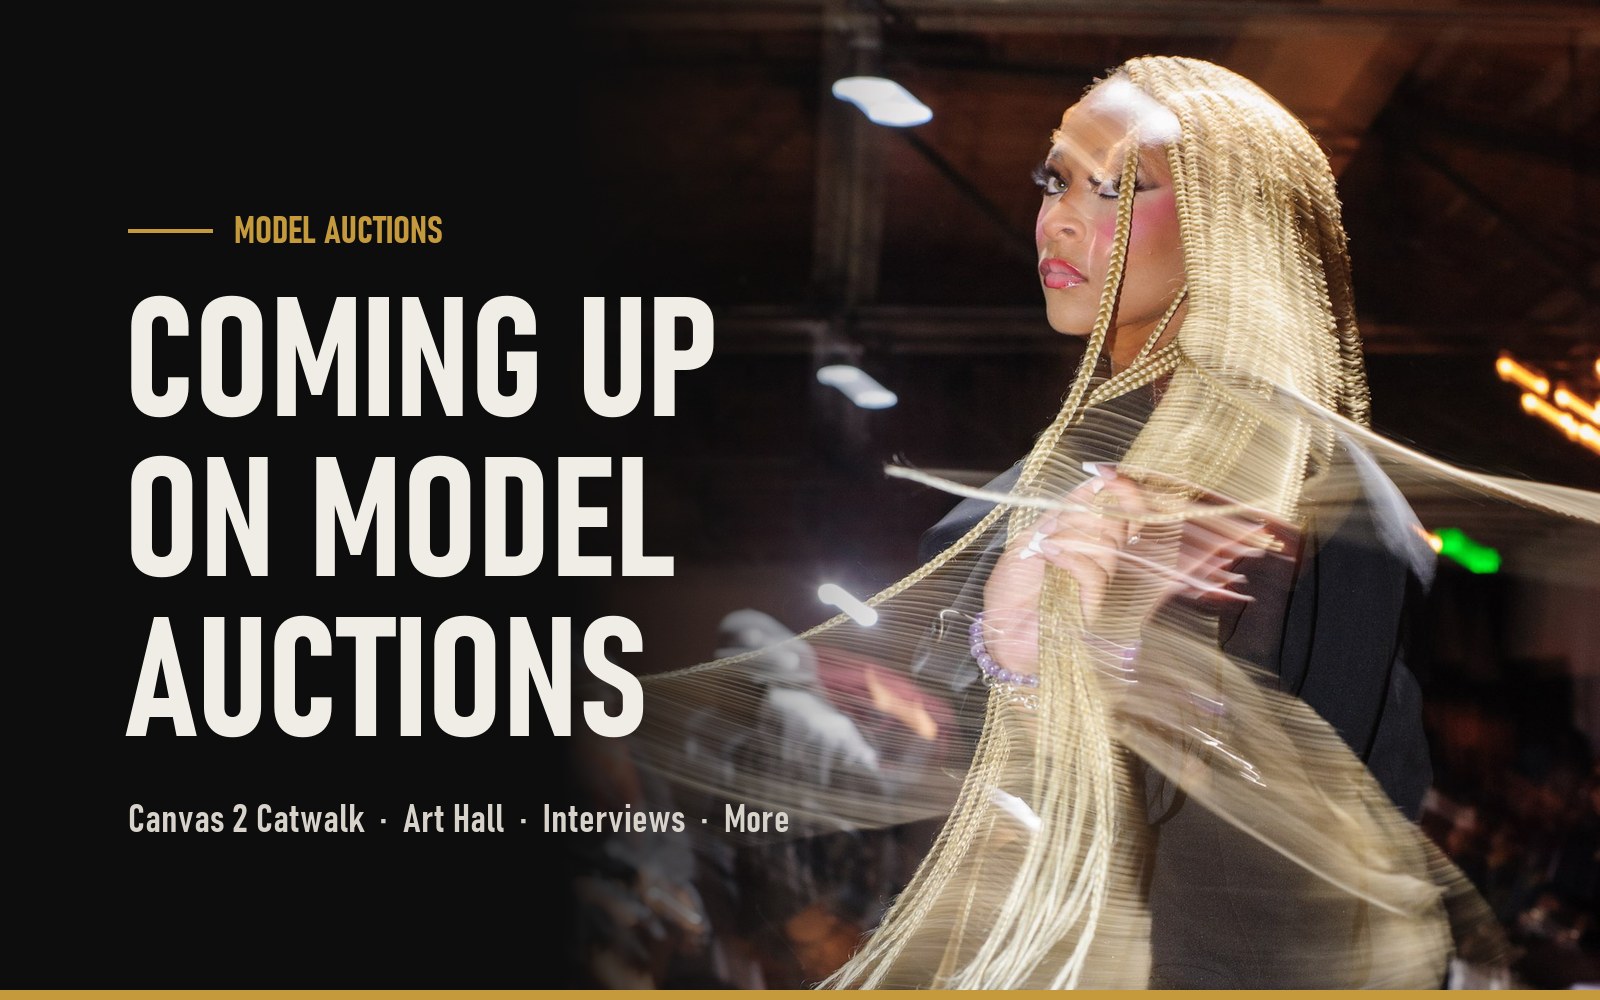 MODEL AUCTIONS
COMING UP
ON MODEL
AUCTIONS
Canvas 2 Catwalk · Art Hall · Interviews · More